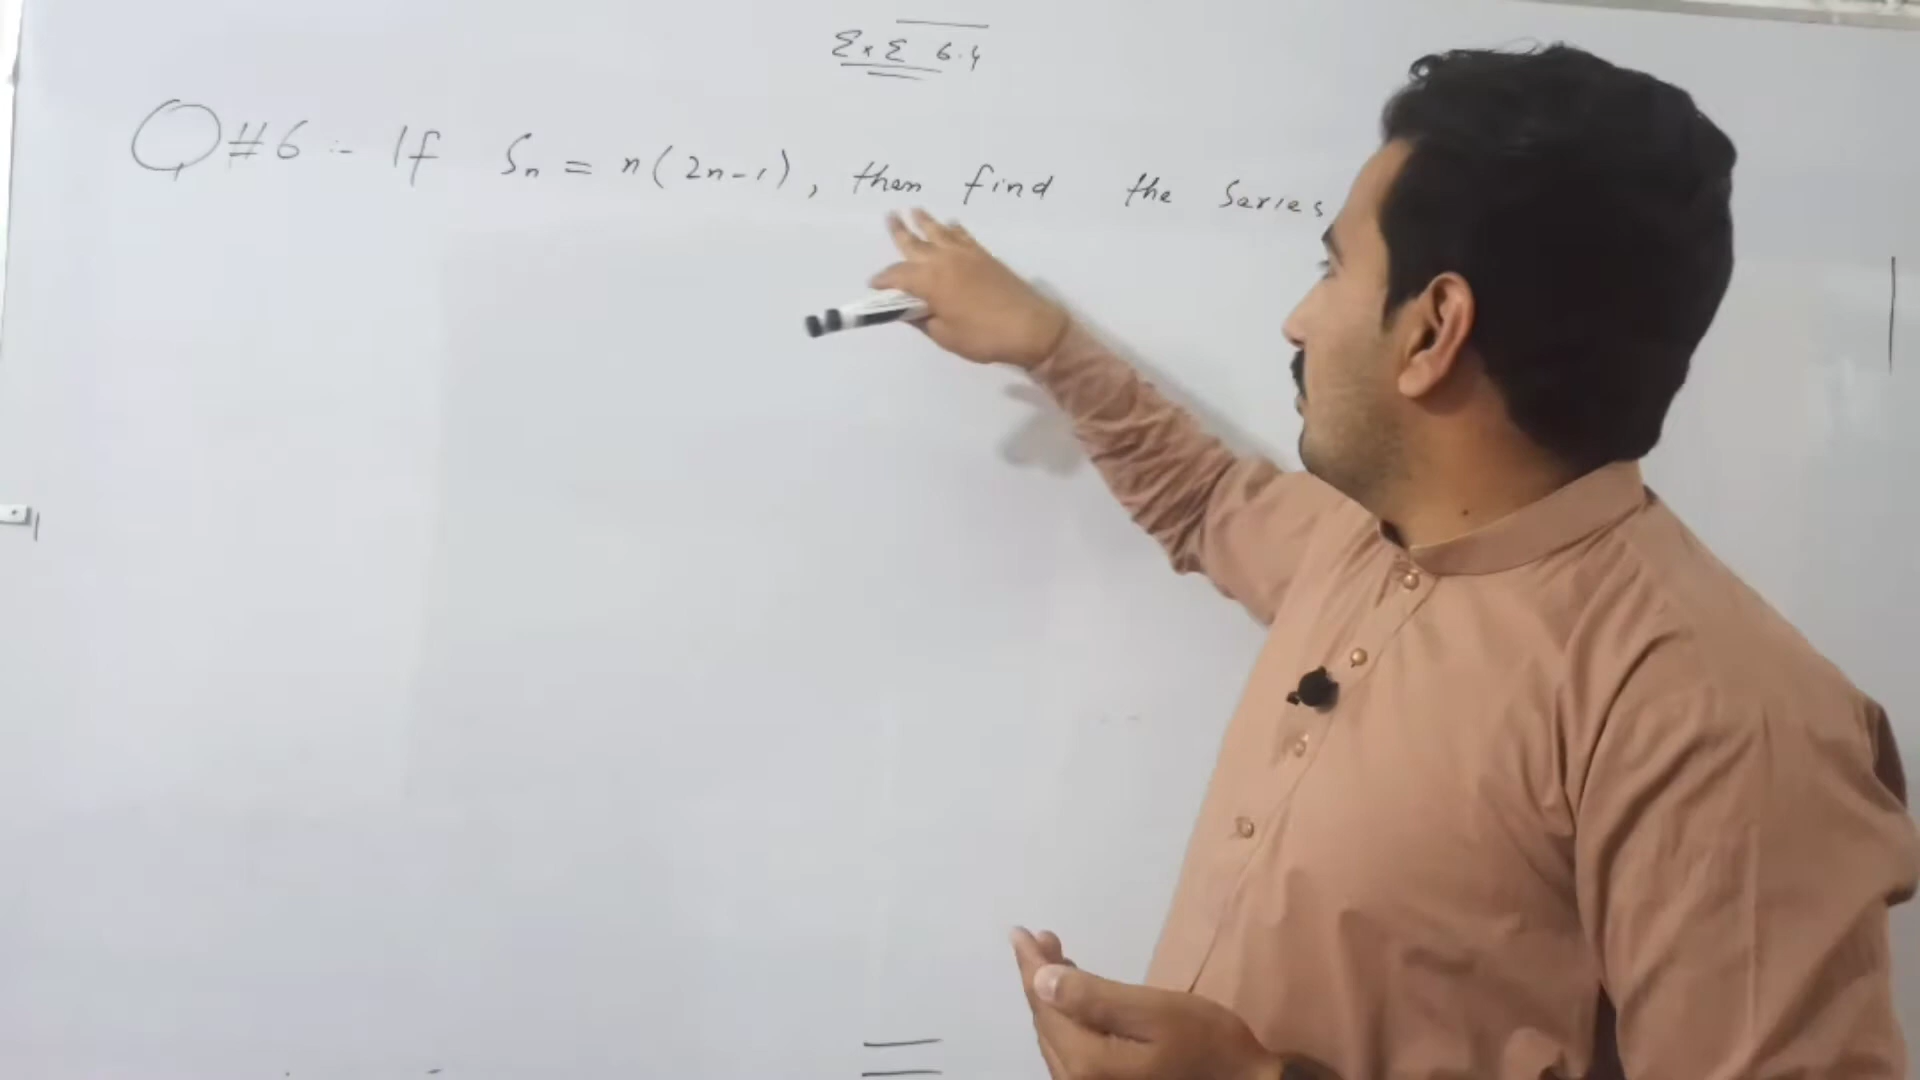 Ex E 6.4
Q#6:- If Sn = n(2n-1), then find the Series